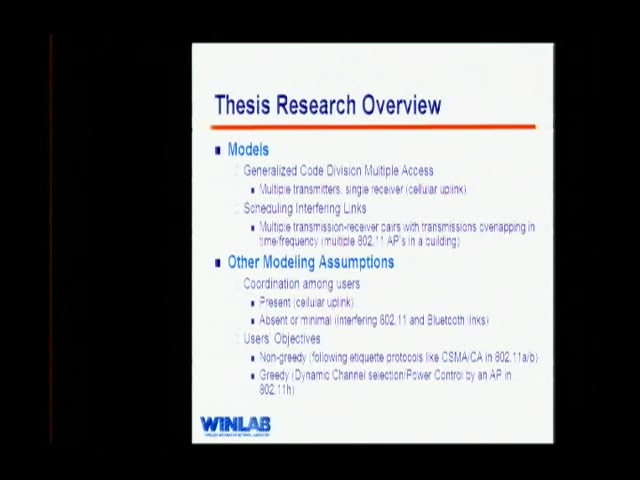 Thesis Research Overview
Models
Generalized Code Division Multiple Access
Multiple transmitters, single receiver (cellular uplink)
Scheduling Interfering Links
Multiple transmission-receiver pairs with transmissions overlapping in
time/frequency (multiple 802.11 AP's in a building)
Other Modeling Assumptions
Coordination among users
Present (cellular uplink)
Absent or minimal (interfering 802.11 and Bluetooth links)
Users' Objectives
Non-greedy (following etiquette protocols like CSMA/CA in 802.11a/b)
Greedy (Dynamic Channel selection/Power Control by an AP in
802.11h)
WINLAB